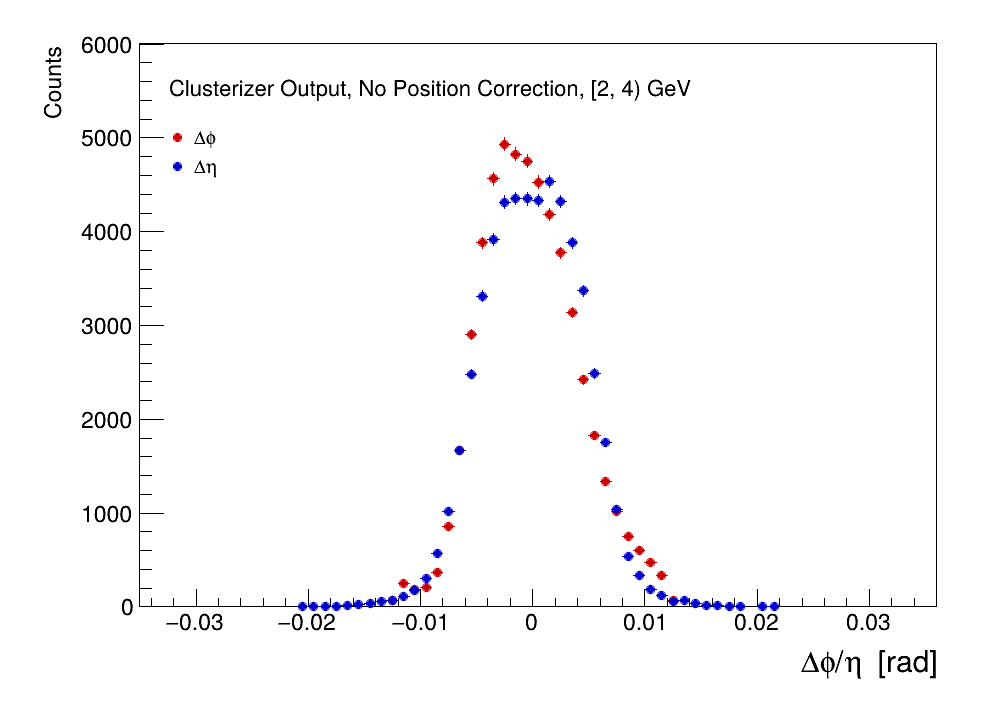 Counts
6000
Clusterizer Output, No Position Correction, [2, 4) GeV
5000
Δϕ
Δη
4000
3000
2000
1000
0
−0.03 −0.02 −0.01 0 0.01 0.02 0.03
Δϕ/η [rad]